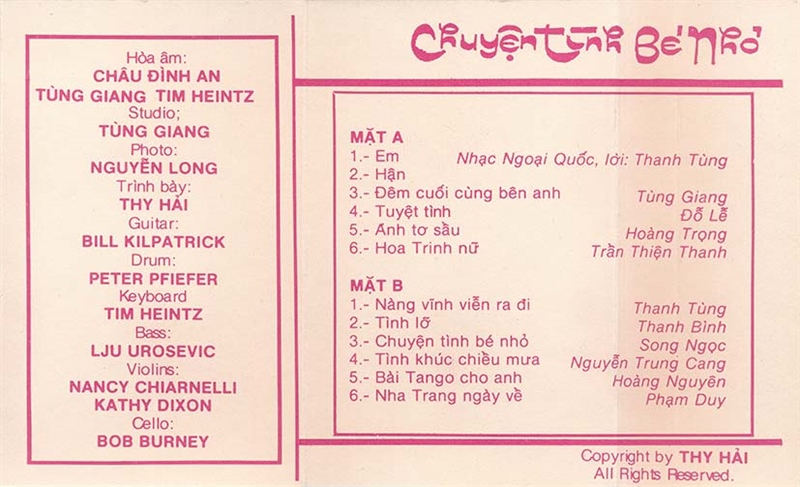 Hòa âm:
CHÂU ĐÌNH AN
TÙNG GIANG TIM HEINTZ
Studio;
TÙNG GIANG
Photo:
NGUYỄN LONG
Trình bày:
THY HẢI
Guitar:
BILL KILPATRICK
Drum:
PETER PFIEFER
Keyboard
TIM HEINTZ
Bass:
LJU UROSEVIC
Violins:
NANCY CHIARNELLI
KATHY DIXON
Cello:
BOB BURNEY
Chuyện Tình Bé Nhỏ
MẶT A
1.- Em Nhạc Ngoại Quốc, lời: Thanh Tùng
2.- Hận
3.- Đêm cuối cùng bên anh Tùng Giang
4.- Tuyệt tình Đỗ Lễ
5.- Anh tơ sầu Hoàng Trọng
6.- Hoa Trinh nữ Trần Thiện Thanh
MẶT B
1.- Nàng vĩnh viễn ra đi Thanh Tùng
2.- Tình lỡ Thanh Bình
3.- Chuyện tình bé nhỏ Song Ngọc
4.- Tình khúc chiều mưa Nguyễn Trung Cang
5.- Bài Tango cho anh Hoàng Nguyên
6.- Nha Trang ngày về Phạm Duy
Copyright by THY HẢI
All Rights Reserved.